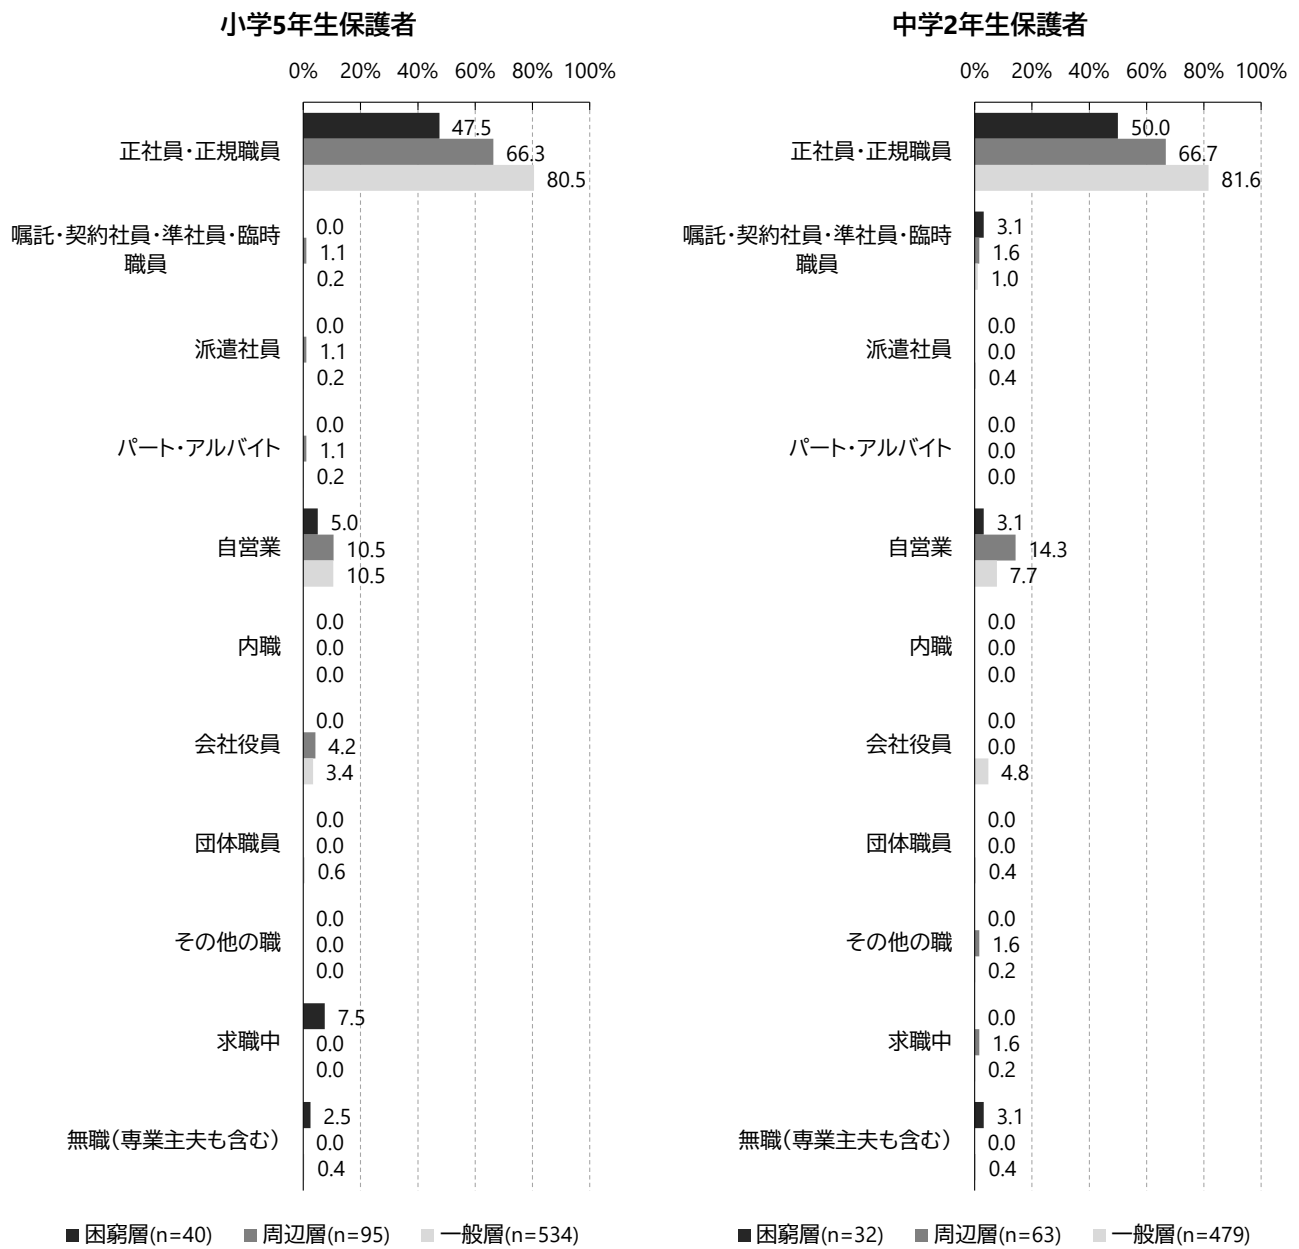 小学5年生保護者
0% 20% 40% 60% 80% 100%
正社員・正規職員
47.5
66.3
80.5
嘱託・契約社員・準社員・臨時
職員
0.0
1.1
0.2
派遣社員
0.0
1.1
0.2
パート・アルバイト
0.0
1.1
0.2
自営業
5.0
10.5
10.5
内職
0.0
0.0
0.0
会社役員
0.0
4.2
3.4
団体職員
0.0
0.0
0.6
その他の職
0.0
0.0
0.0
求職中
7.5
0.0
0.0
無職(専業主夫も含む)
2.5
0.0
0.4
困窮層(n=40) 周辺層(n=95) 一般層(n=534)
中学2年生保護者
0% 20% 40% 60% 80% 100%
正社員・正規職員
50.0
66.7
81.6
嘱託・契約社員・準社員・臨時
職員
3.1
1.6
1.0
派遣社員
0.0
0.0
0.4
パート・アルバイト
0.0
0.0
0.0
自営業
3.1
14.3
7.7
内職
0.0
0.0
0.0
会社役員
0.0
0.0
4.8
団体職員
0.0
0.0
0.4
その他の職
0.0
1.6
0.2
求職中
0.0
1.6
0.2
無職(専業主夫も含む)
3.1
0.0
0.4
困窮層(n=32) 周辺層(n=63) 一般層(n=479)